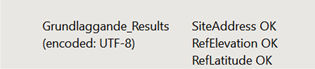 Grundlaggande_Results
(encoded: UTF-8)
SiteAddress OK
RefElevation OK
RefLatitude OK